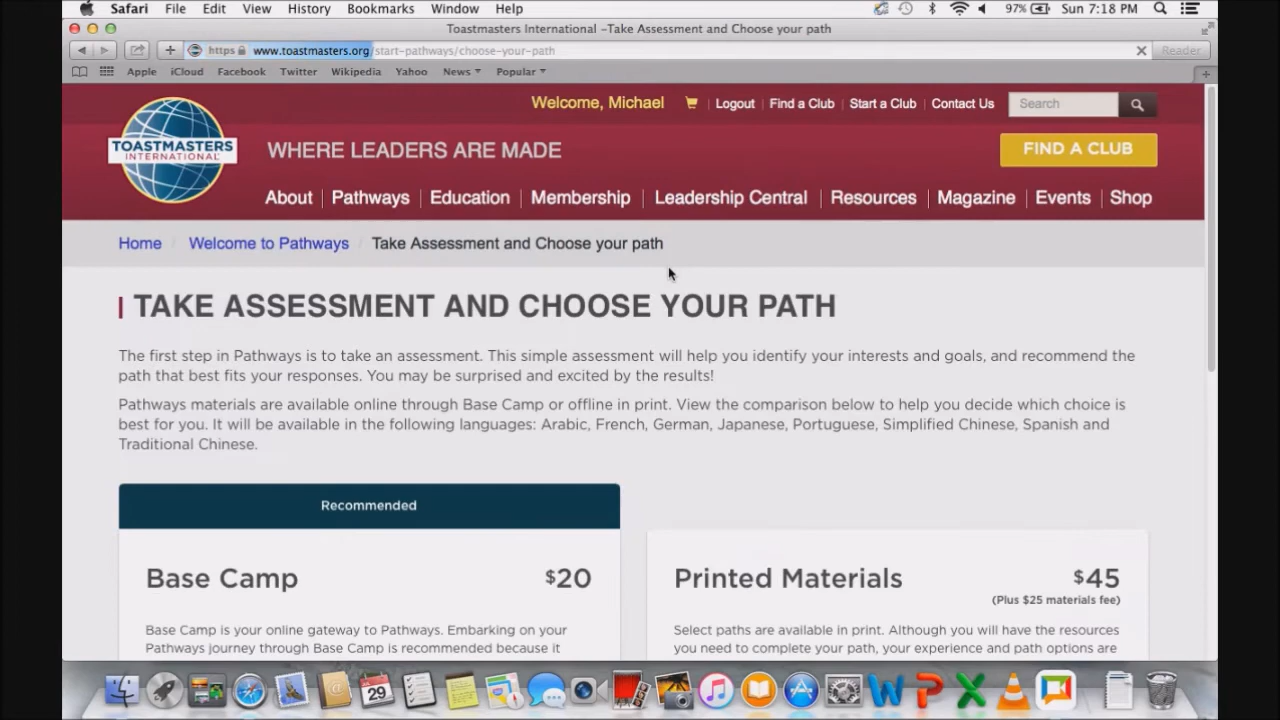 Safari File Edit View History Bookmarks Window Help 97% Sun 7:18 PM
Toastmasters International –Take Assessment and Choose your path
https www.toastmasters.org/start-pathways/choose-your-path Reader
Apple iCloud Facebook Twitter Wikipedia Yahoo News Popular
Welcome, Michael Logout Find a Club Start a Club Contact Us Search
TOASTMASTERS
INTERNATIONAL
WHERE LEADERS ARE MADE
FIND A CLUB
About Pathways Education Membership Leadership Central Resources Magazine Events Shop
Home / Welcome to Pathways / Take Assessment and Choose your path
TAKE ASSESSMENT AND CHOOSE YOUR PATH
The first step in Pathways is to take an assessment. This simple assessment will help you identify your interests and goals, and recommend the
path that best fits your responses. You may be surprised and excited by the results!
Pathways materials are available online through Base Camp or offline in print. View the comparison below to help you decide which choice is
best for you. It will be available in the following languages: Arabic, French, German, Japanese, Portuguese, Simplified Chinese, Spanish and
Traditional Chinese.
Recommended
Base Camp $20
Base Camp is your online gateway to Pathways. Embarking on your
Pathways journey through Base Camp is recommended because it
Printed Materials $45
(Plus $25 materials fee)
Select paths are available in print. Although you will have the resources
you need to complete your path, your experience and path options are
29